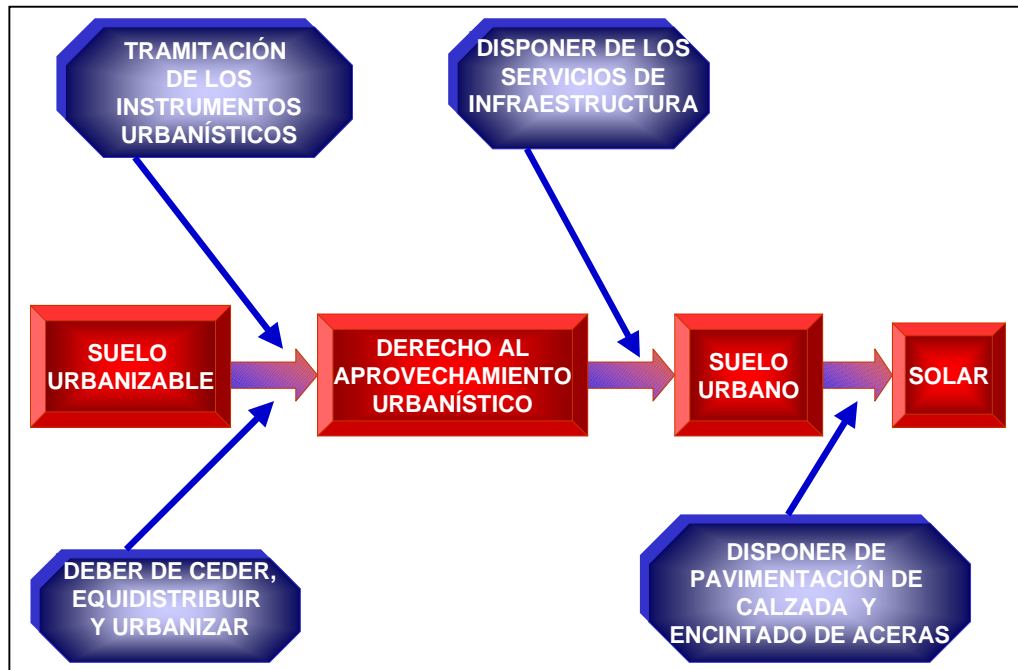 TRAMITACIÓN
DE LOS
INSTRUMENTOS
URBANÍSTICOS
DISPONER DE LOS
SERVICIOS DE
INFRAESTRUCTURA
SUELO
URBANIZABLE
DERECHO AL
APROVECHAMIENTO
URBANÍSTICO
SUELO
URBANO
SOLAR
DEBER DE CEDER,
EQUIDISTRIBUIR
Y URBANIZAR
DISPONER DE
PAVIMENTACIÓN DE
CALZADA Y
ENCINTADO DE ACERAS